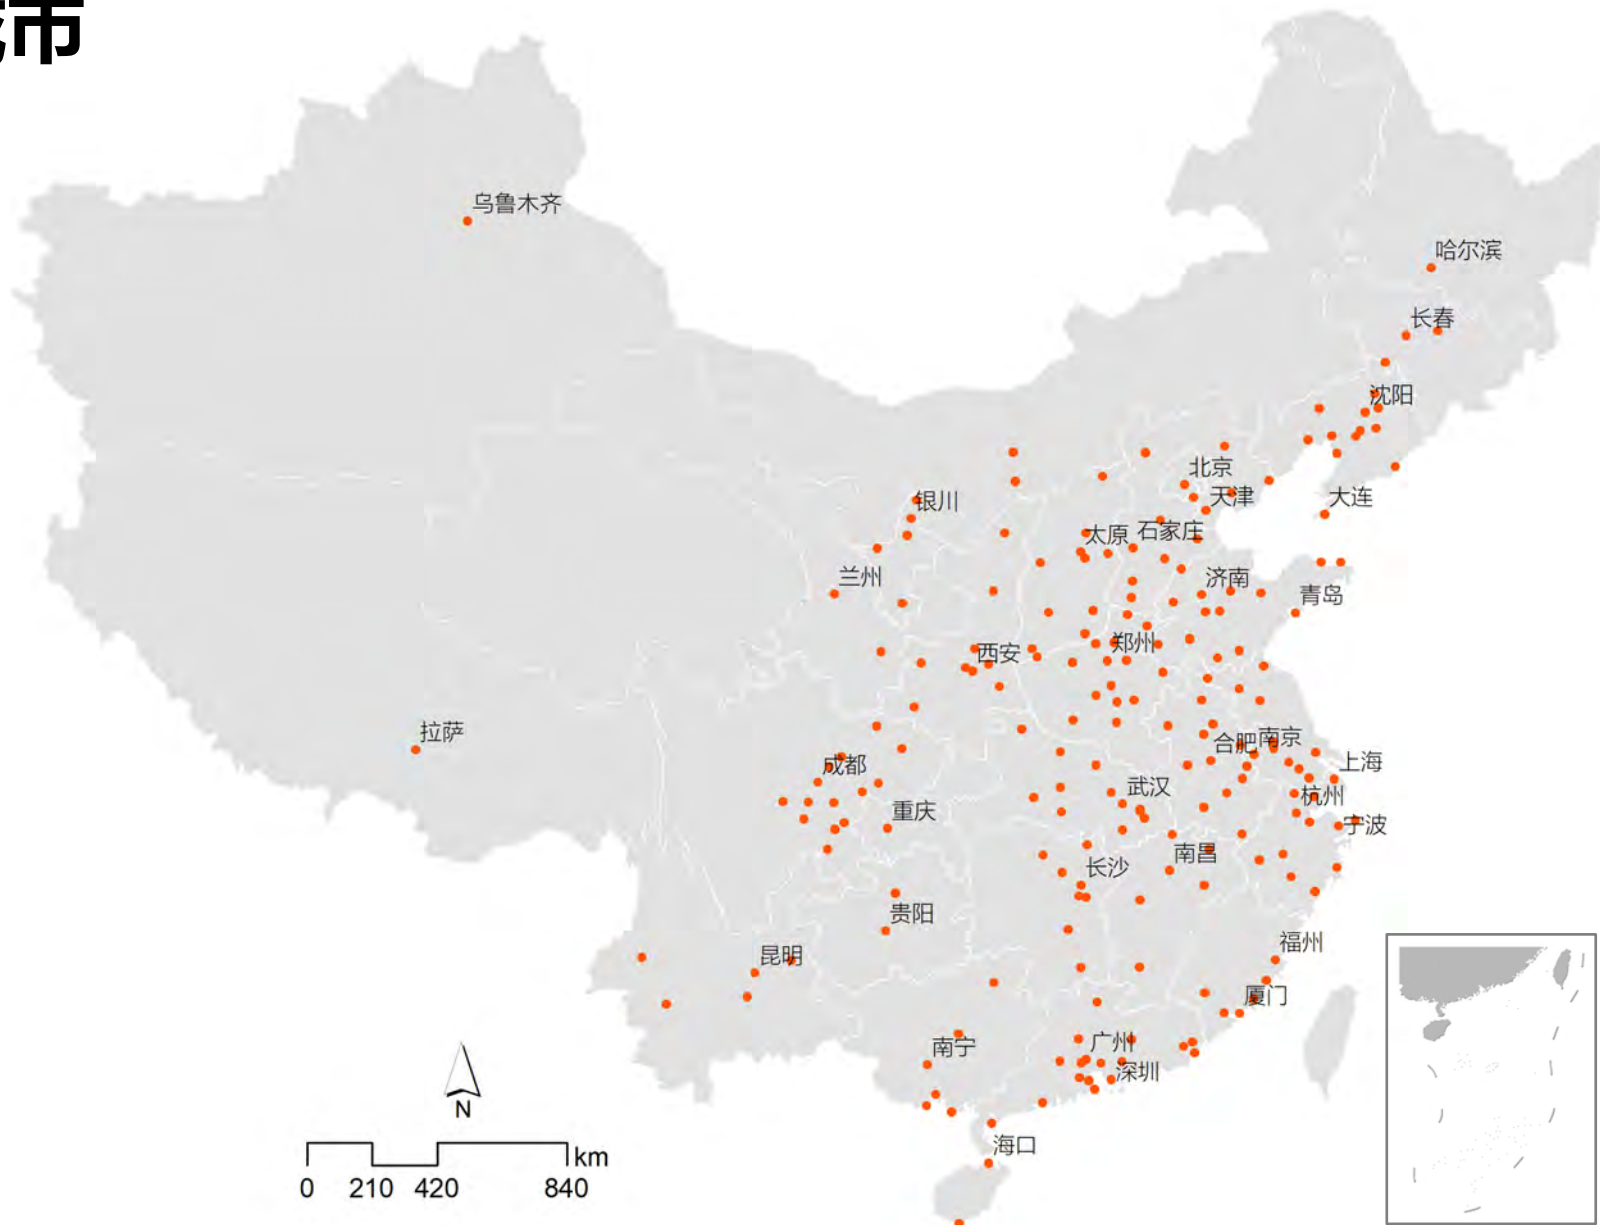 市
乌鲁木齐
哈尔滨
长春
沈阳
北京
天津
大连
银川
太原
石家庄
兰州
济南
青岛
西安
郑州
拉萨
合肥
南京
上海
成都
武汉
杭州
重庆
宁波
南昌
长沙
贵阳
福州
昆明
厦门
南宁
广州
深圳
N
海口
km
0 210 420 840